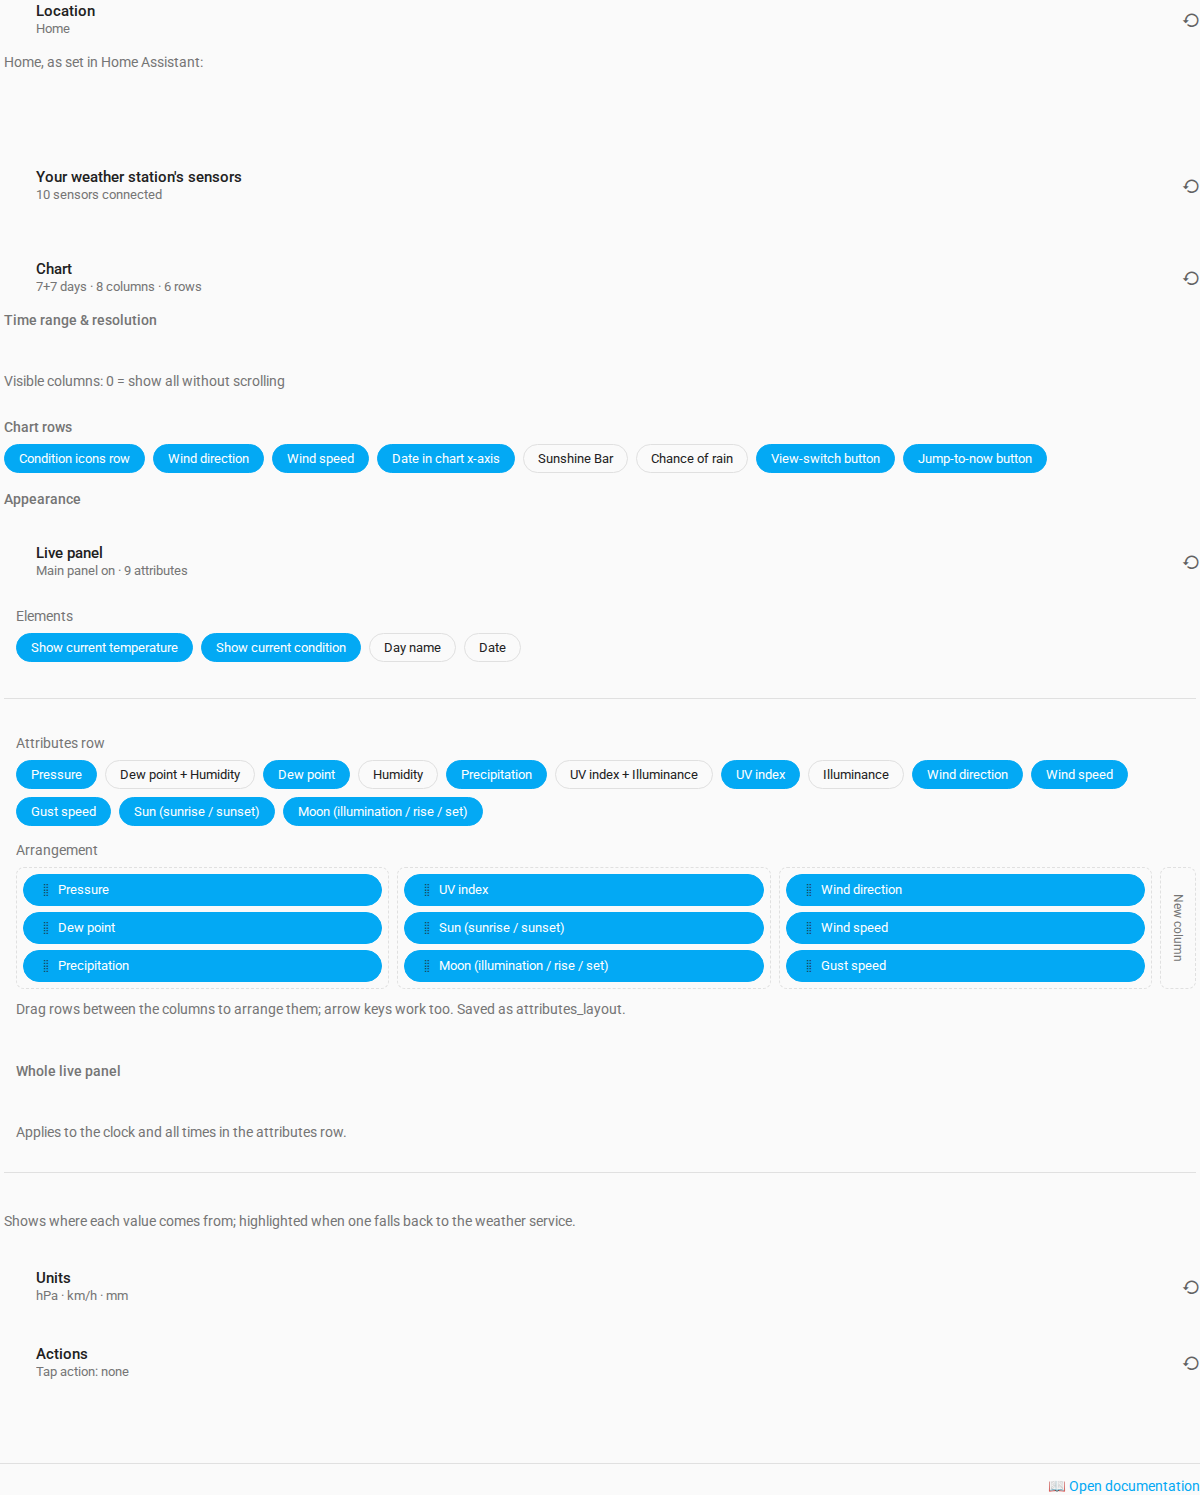 Location
Home
Home, as set in Home Assistant:
Your weather station's sensors
10 sensors connected
Chart
7+7 days · 8 columns · 6 rows
Time range & resolution
Visible columns: 0 = show all without scrolling
Chart rows
Condition icons row Wind direction Wind speed Date in chart x-axis Sunshine Bar Chance of rain View-switch button Jump-to-now button
Appearance
Live panel
Main panel on · 9 attributes
Elements
Show current temperature Show current condition Day name Date
Attributes row
Pressure Dew point + Humidity Dew point Humidity Precipitation UV index + Illuminance UV index Illuminance Wind direction Wind speed
Gust speed Sun (sunrise / sunset) Moon (illumination / rise / set)
Arrangement
Pressure UV index Wind direction
Dew point Sun (sunrise / sunset) Wind speed
Precipitation Moon (illumination / rise / set) Gust speed
New column
Drag rows between the columns to arrange them; arrow keys work too. Saved as attributes_layout.
Whole live panel
Applies to the clock and all times in the attributes row.
Shows where each value comes from; highlighted when one falls back to the weather service.
Units
hPa · km/h · mm
Actions
Tap action: none
📖 Open documentation